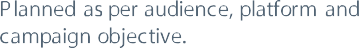 Planned as per audience, platform and
campaign objective.